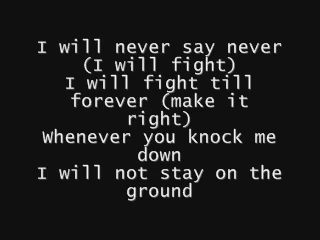 I will never say never
(I will fight)
I will fight till
forever (make it
right)
Whenever you knock me
down
I will not stay on the
ground